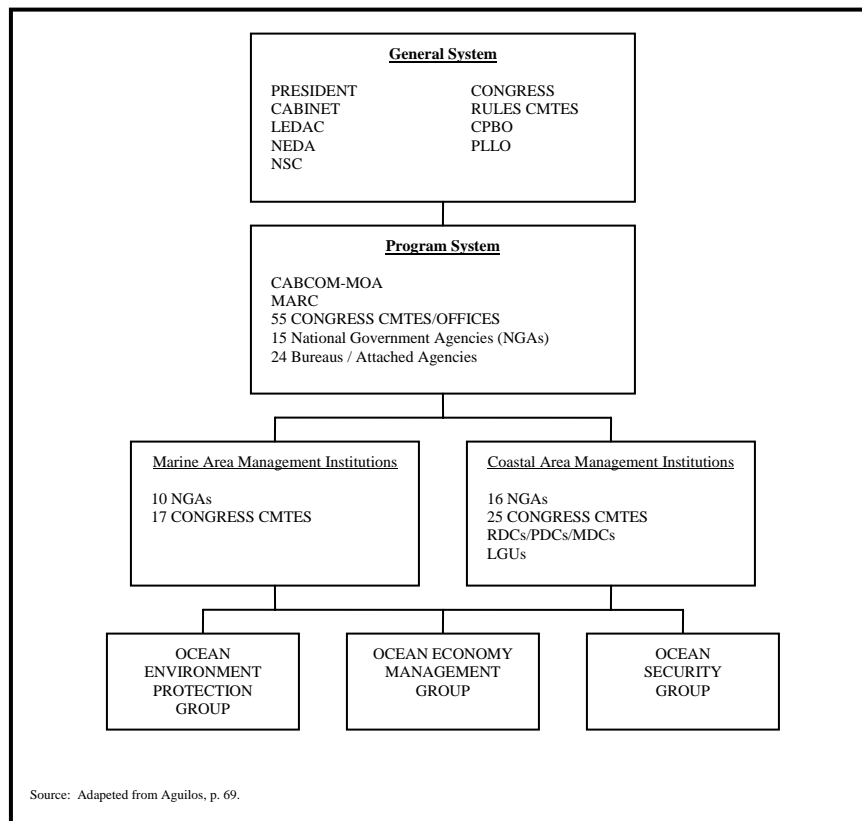 General System
PRESIDENT CONGRESS
CABINET RULES CMTES
LEDAC CPBO
NEDA PLLO
NSC
Program System
CABCOM-MOA
MARC
55 CONGRESS CMTES/OFFICES
15 National Government Agencies (NGAs)
24 Bureaus / Attached Agencies
Marine Area Management Institutions
10 NGAs
17 CONGRESS CMTES
Coastal Area Management Institutions
16 NGAs
25 CONGRESS CMTES
RDCs/PDCs/MDCs
LGUs
OCEAN
ENVIRONMENT
PROTECTION
GROUP
OCEAN ECONOMY
MANAGEMENT
GROUP
OCEAN
SECURITY
GROUP
Source: Adapeted from Aguilos, p. 69.